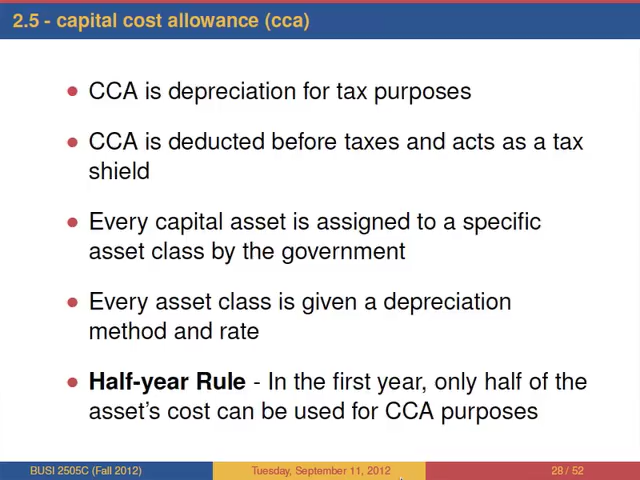 2.5 - capital cost allowance (cca)
• CCA is depreciation for tax purposes
• CCA is deducted before taxes and acts as a tax
shield
• Every capital asset is assigned to a specific
asset class by the government
• Every asset class is given a depreciation
method and rate
• Half-year Rule - In the first year, only half of the
asset's cost can be used for CCA purposes
BUSI 2505C (Fall 2012)
Tuesday, September 11, 2012
28 / 52